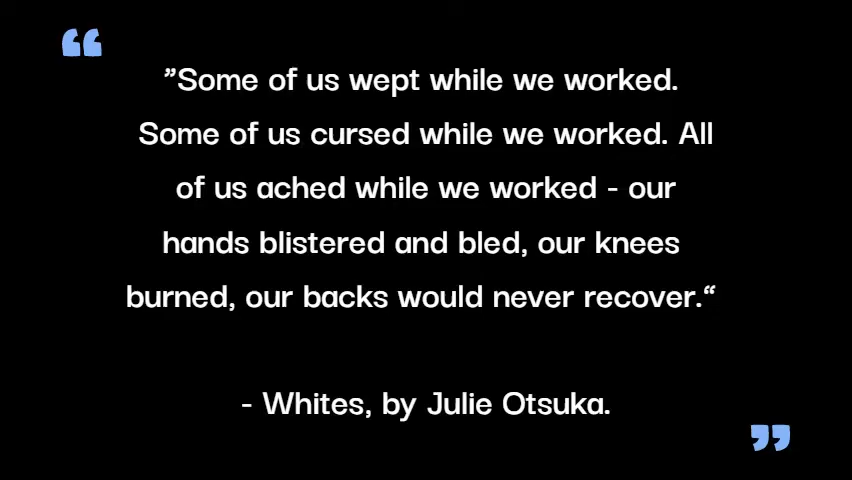 “
”Some of us wept while we worked.
Some of us cursed while we worked. All
of us ached while we worked - our
hands blistered and bled, our knees
burned, our backs would never recover.“
- Whites, by Julie Otsuka.
”